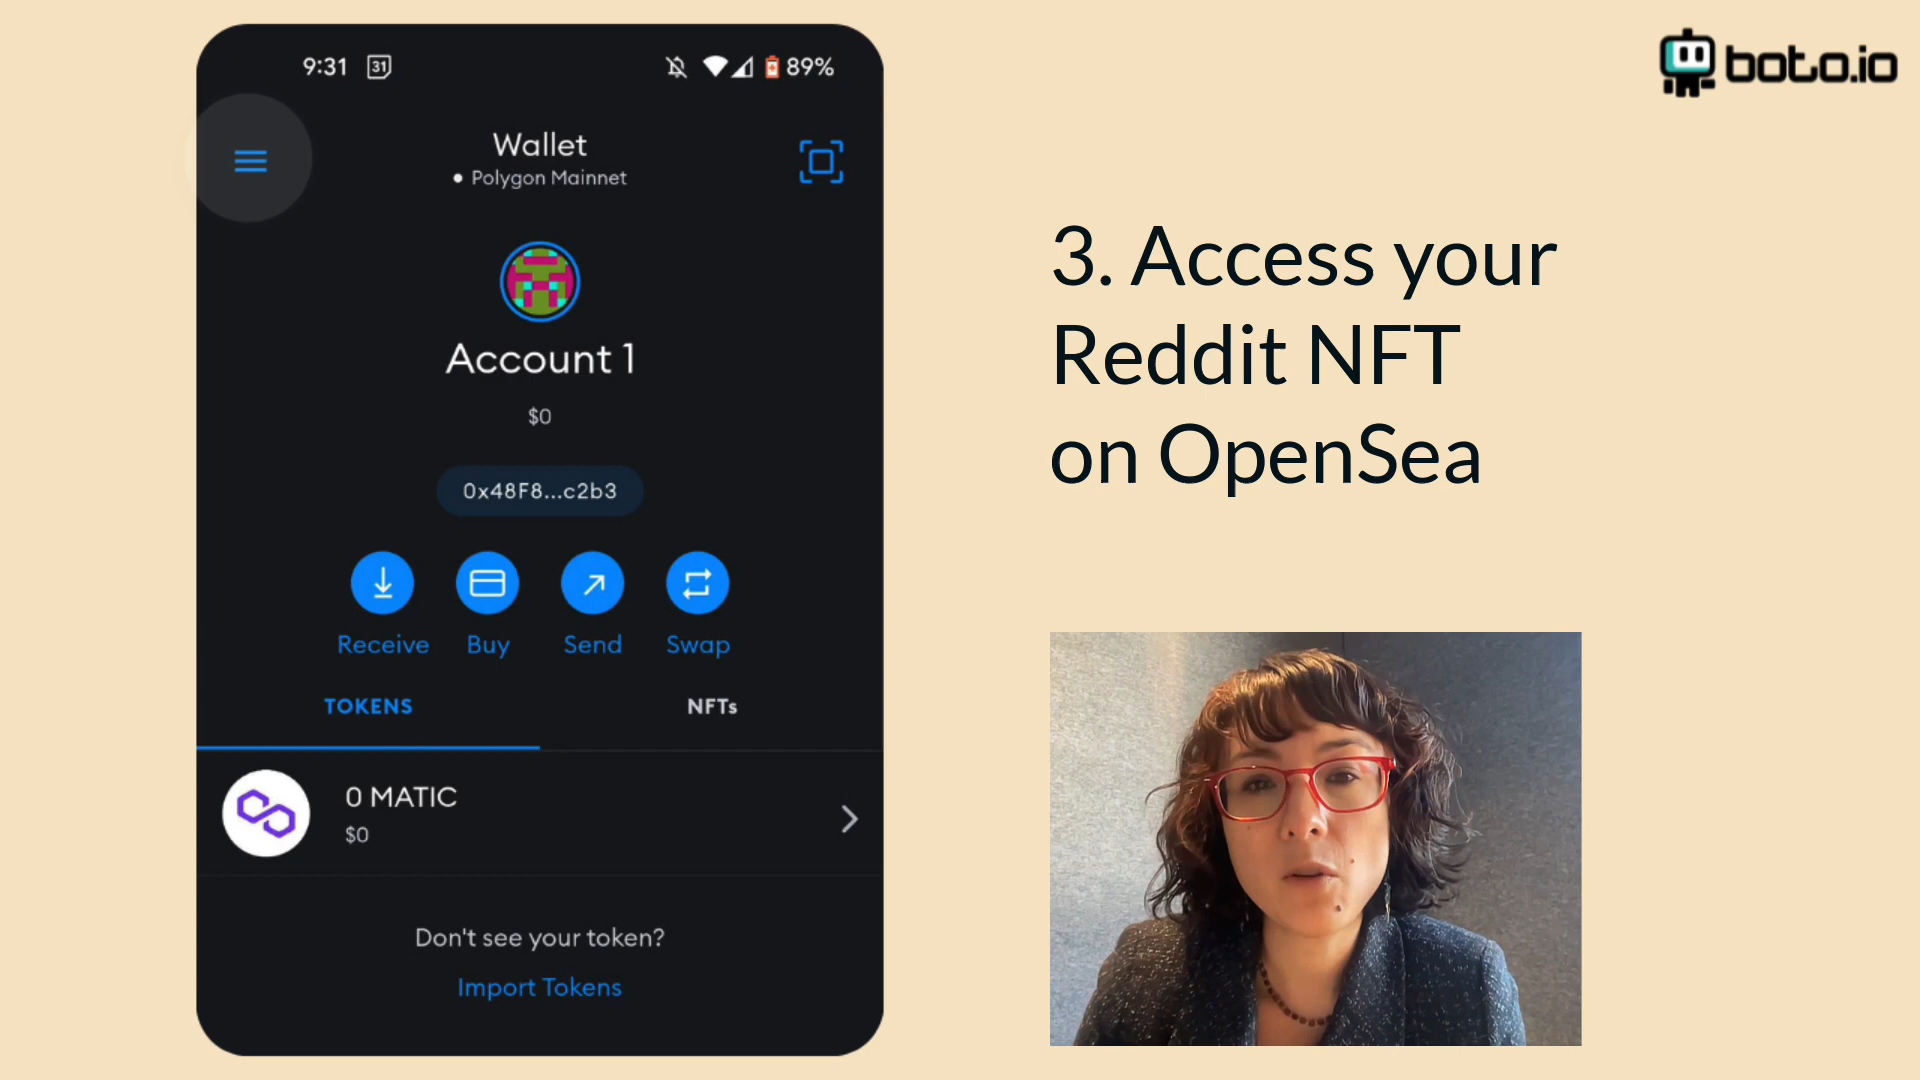 9:31
31
89%
Wallet
Polygon Mainnet
Account 1
$0
0x48F8...c2b3
Receive
Buy
Send
Swap
TOKENS
NFTs
0 MATIC
$0
Don't see your token?
Import Tokens
boto.io
3. Access your
Reddit NFT
on OpenSea